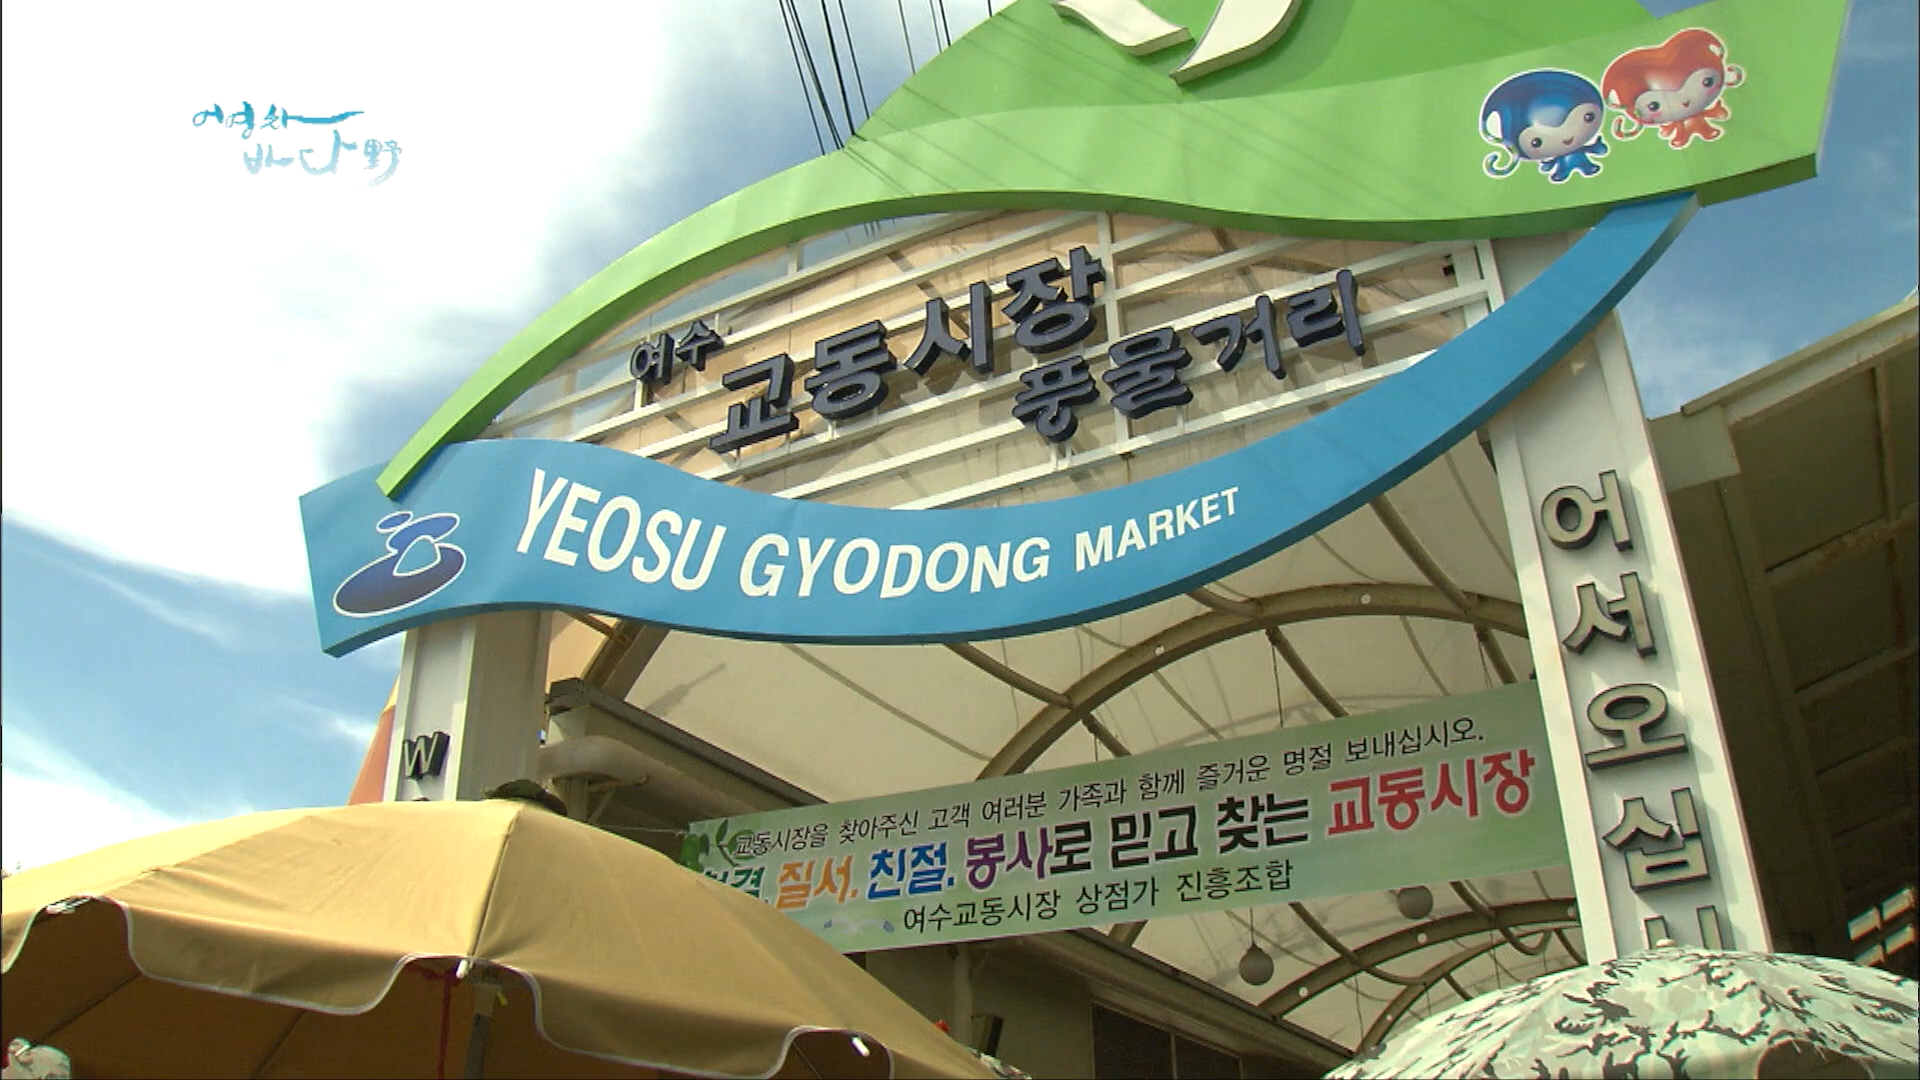 어영차
바다野
여수
교동시장
풍물거리
YEOSU GYODONG MARKET
어서오십
W
교동시장을 찾아주신 고객 여러분 가족과 함께 즐거운 명절 보내십시오.
질서. 친절. 봉사로 믿고 찾는 교동시장
여수교동시장 상점가 진흥조합